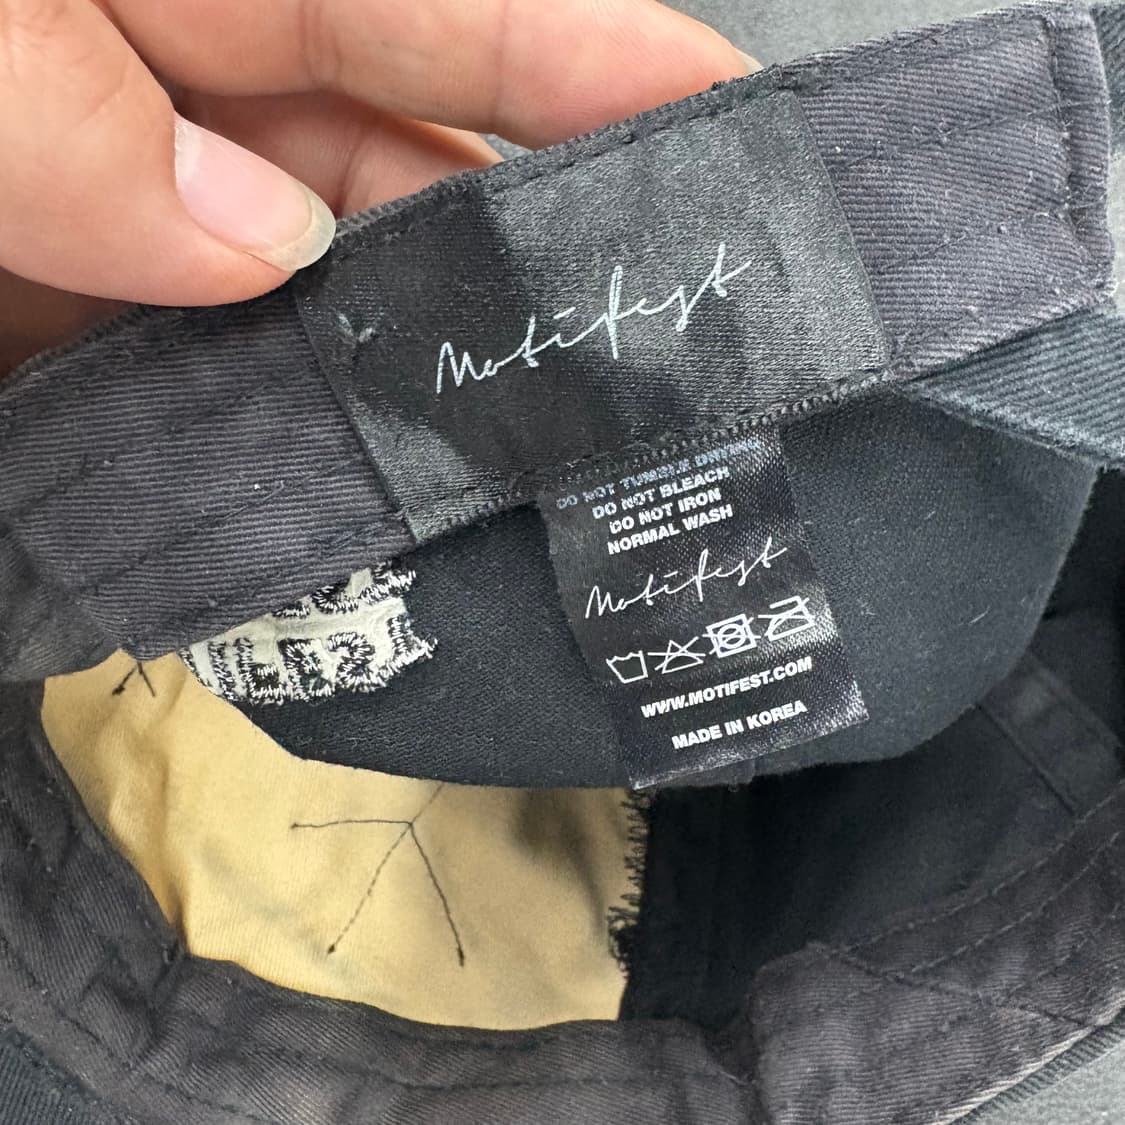 Motifest
DO NOT TUMBLE DRYING
DO NOT BLEACH
DO NOT IRON
NORMAL WASH
Motifest
WWW.MOTIFEST.COM
MADE IN KOREA